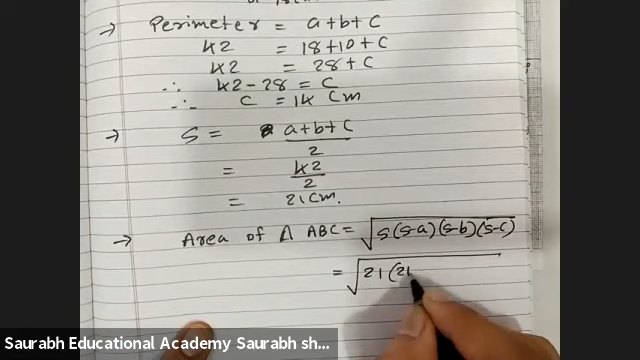 → Perimeter = a+b+c
42 = 18+10+c
42 = 28+c
∴ 42-28 = c
∴ c = 14 cm
→ S = a+b+c
2
= 42
2
= 21 cm.
→ Area of Δ ABC = √s(s-a)(s-b)(s-c)
= √21(21
Saurabh Educational Academy Saurabh sh...